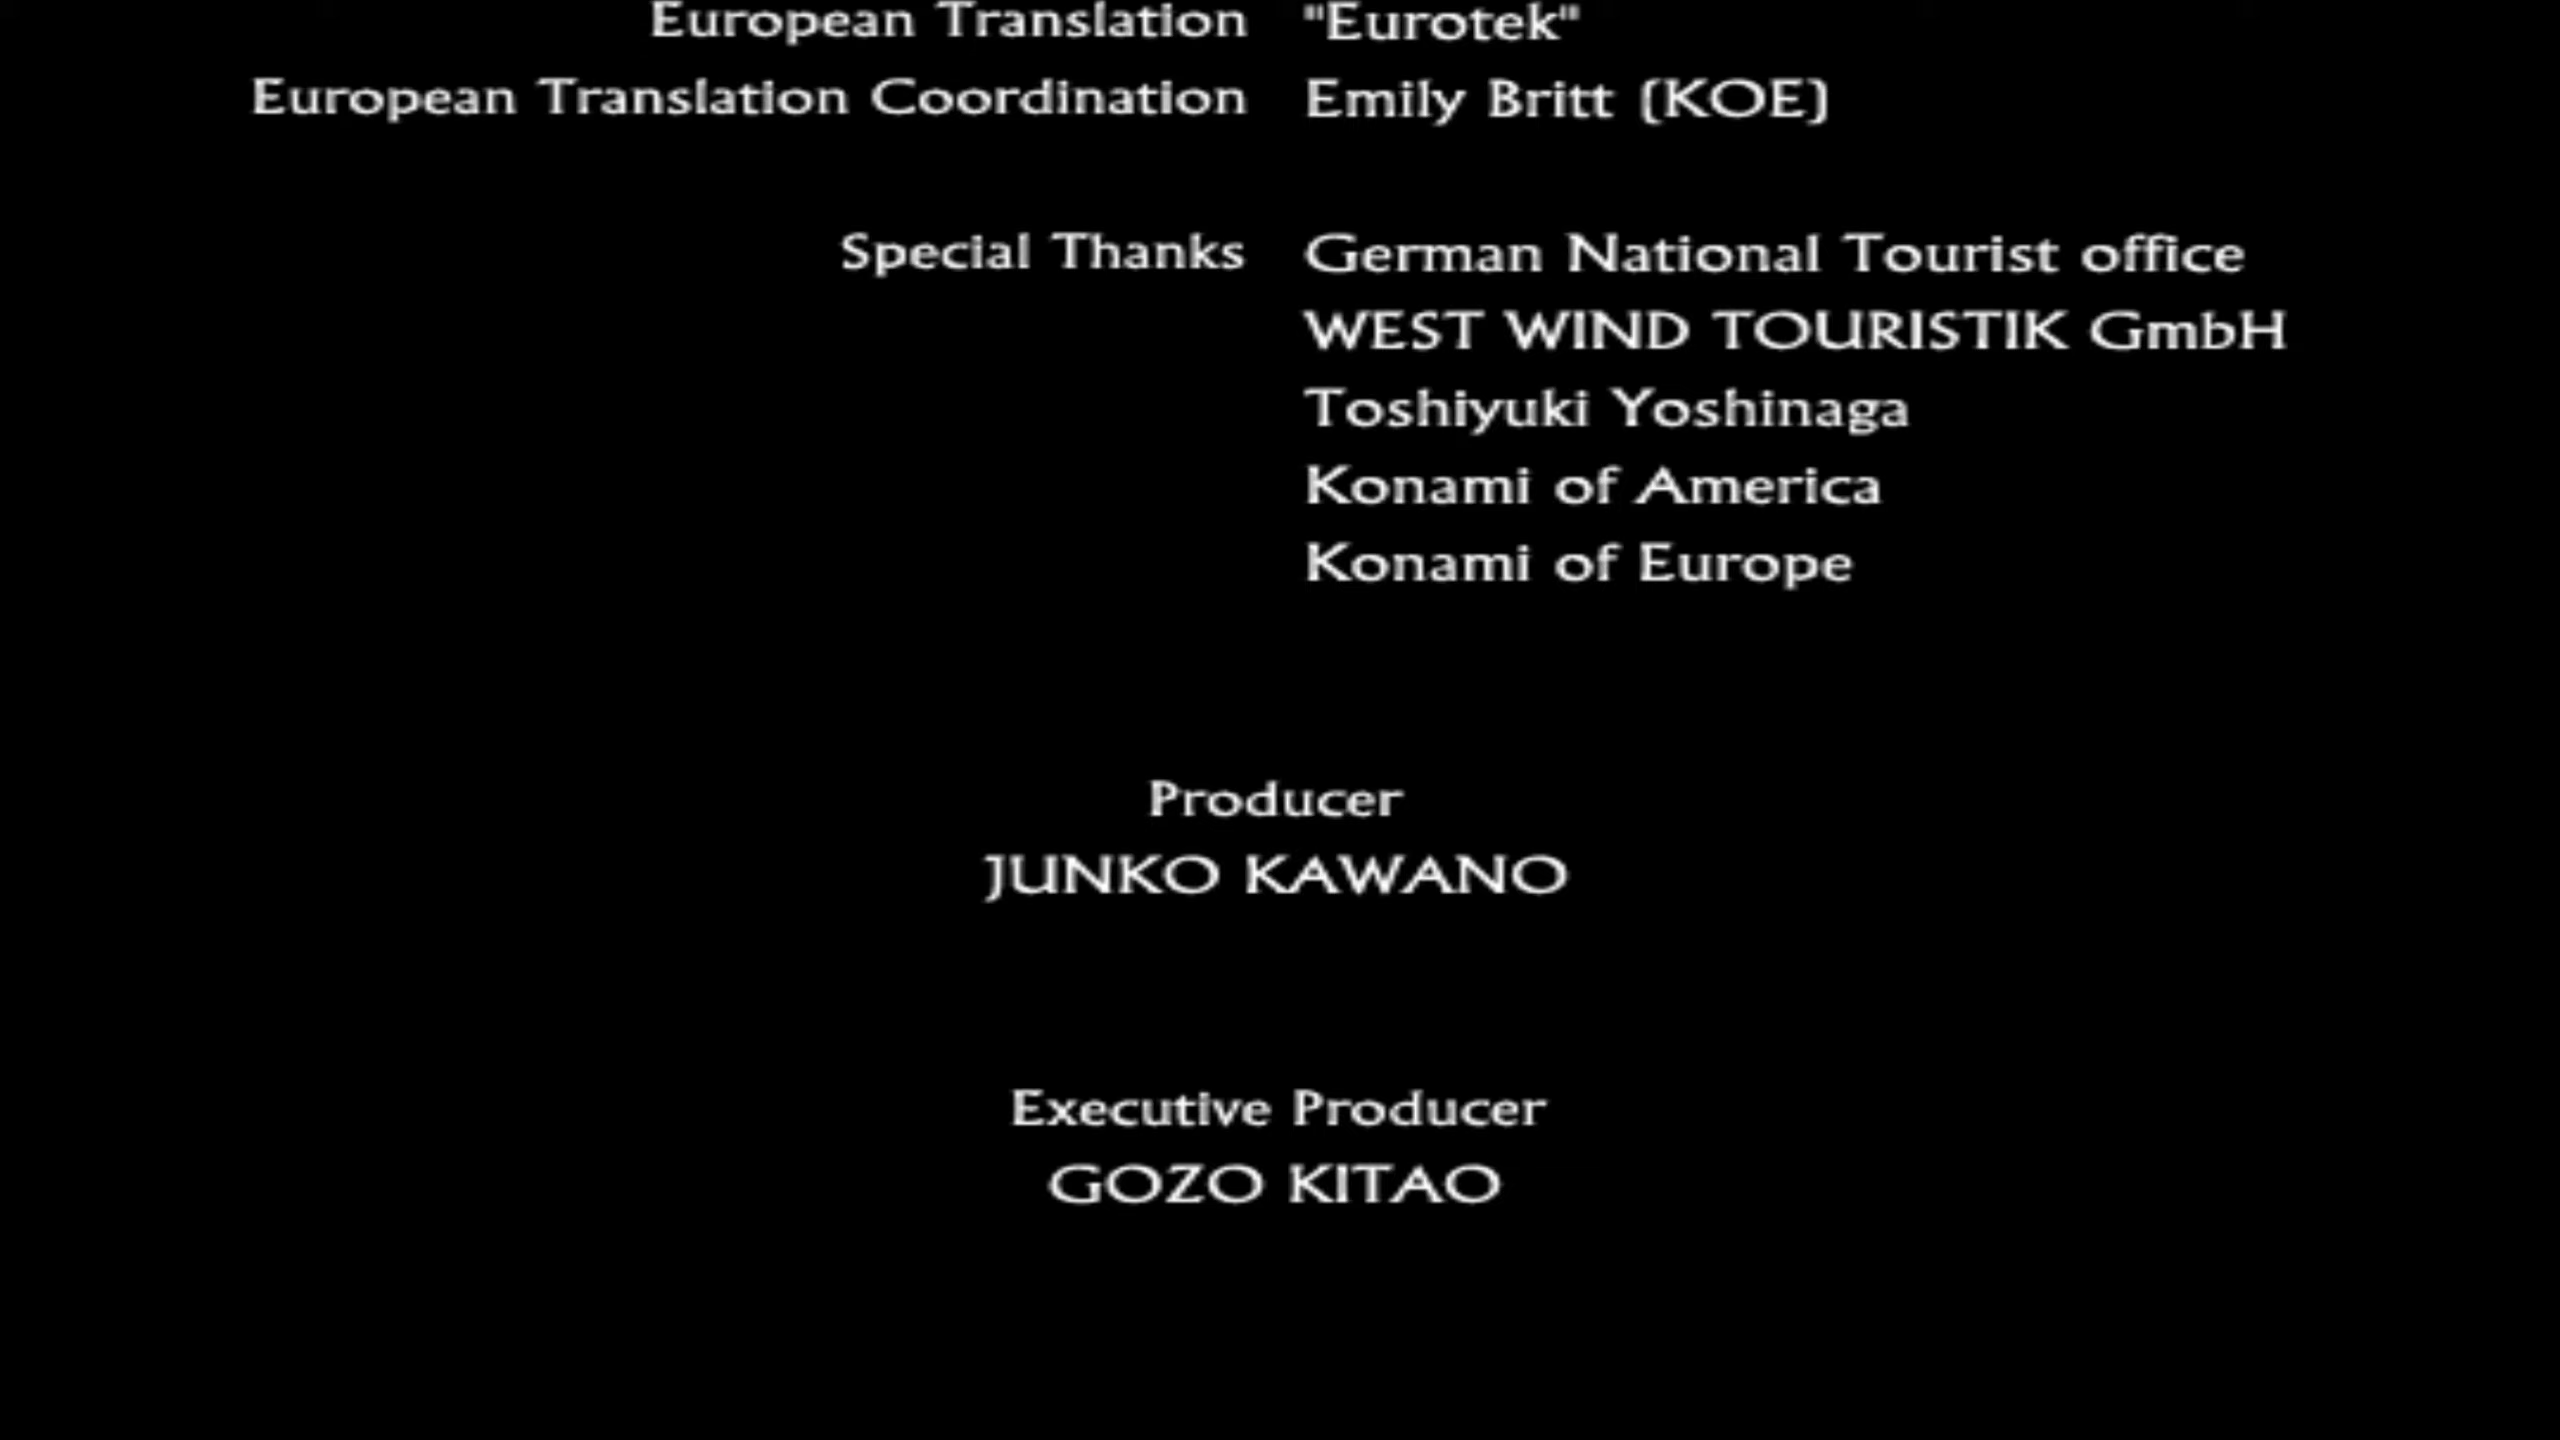 European Translation "Eurotek"
European Translation Coordination Emily Britt (KOE)
Special Thanks German National Tourist office
WEST WIND TOURISTIK GmbH
Toshiyuki Yoshinaga
Konami of America
Konami of Europe
Producer
JUNKO KAWANO
Executive Producer
GOZO KITAO